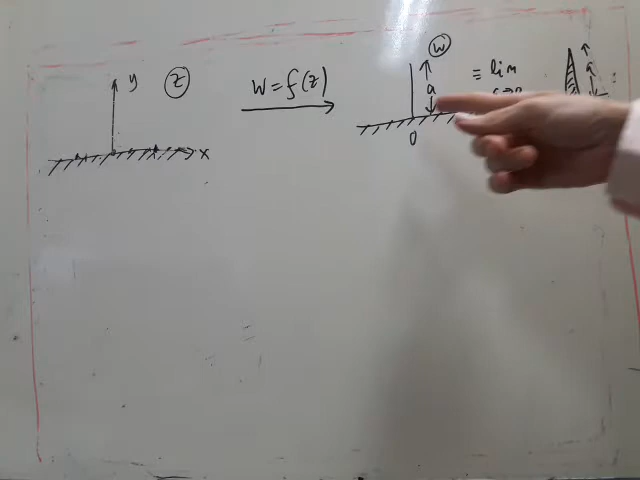 y
z
x
W = f(z)
W
a
0
≡ lim
a